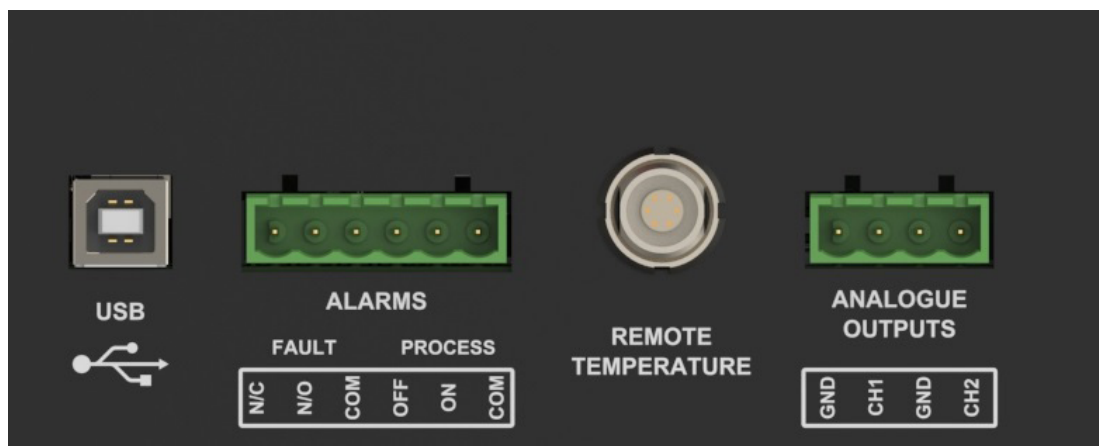 USB
ALARMS
FAULT PROCESS
N/C N/O COM OFF ON COM
REMOTE
TEMPERATURE
ANALOGUE
OUTPUTS
GND CH1 GND CH2